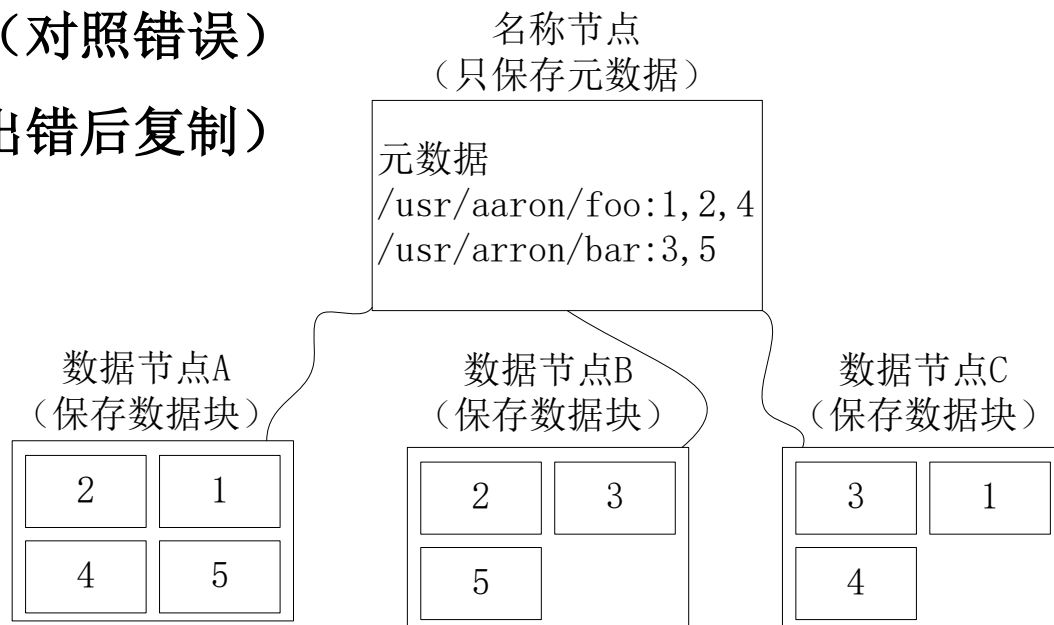 （对照错误）
出错后复制）
名称节点
（只保存元数据）
元数据
/usr/aaron/foo:1,2,4
/usr/arron/bar:3,5
数据节点A
（保存数据块）
2 1
4 5
数据节点B
（保存数据块）
2 3
5
数据节点C
（保存数据块）
3 1
4